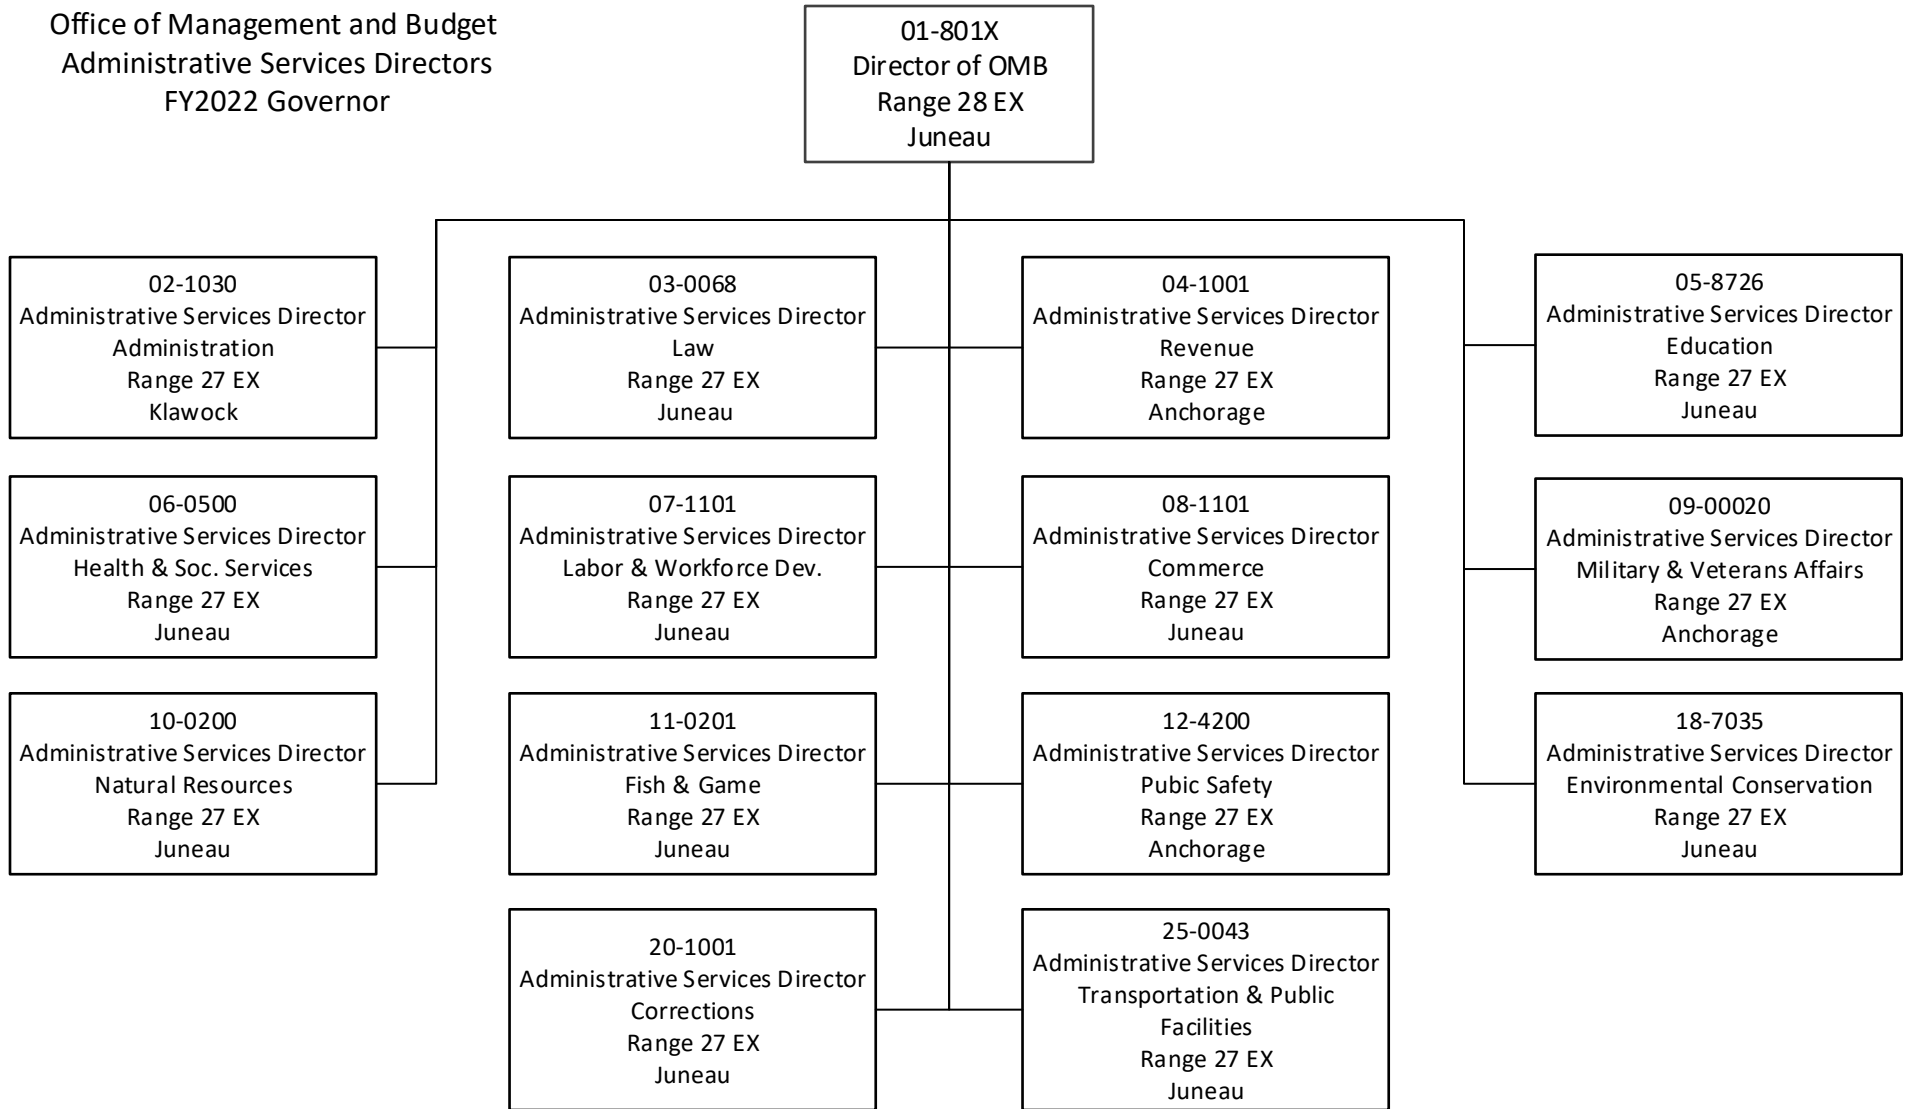 Office of Management and Budget
Administrative Services Directors
FY2022 Governor
01-801X
Director of OMB
Range 28 EX
Juneau
02-1030
Administrative Services Director
Administration
Range 27 EX
Klawock
03-0068
Administrative Services Director
Law
Range 27 EX
Juneau
04-1001
Administrative Services Director
Revenue
Range 27 EX
Anchorage
05-8726
Administrative Services Director
Education
Range 27 EX
Juneau
06-0500
Administrative Services Director
Health & Soc. Services
Range 27 EX
Juneau
07-1101
Administrative Services Director
Labor & Workforce Dev.
Range 27 EX
Juneau
08-1101
Administrative Services Director
Commerce
Range 27 EX
Juneau
09-00020
Administrative Services Director
Military & Veterans Affairs
Range 27 EX
Anchorage
10-0200
Administrative Services Director
Natural Resources
Range 27 EX
Juneau
11-0201
Administrative Services Director
Fish & Game
Range 27 EX
Juneau
12-4200
Administrative Services Director
Pubic Safety
Range 27 EX
Anchorage
18-7035
Administrative Services Director
Environmental Conservation
Range 27 EX
Juneau
20-1001
Administrative Services Director
Corrections
Range 27 EX
Juneau
25-0043
Administrative Services Director
Transportation & Public
Facilities
Range 27 EX
Juneau